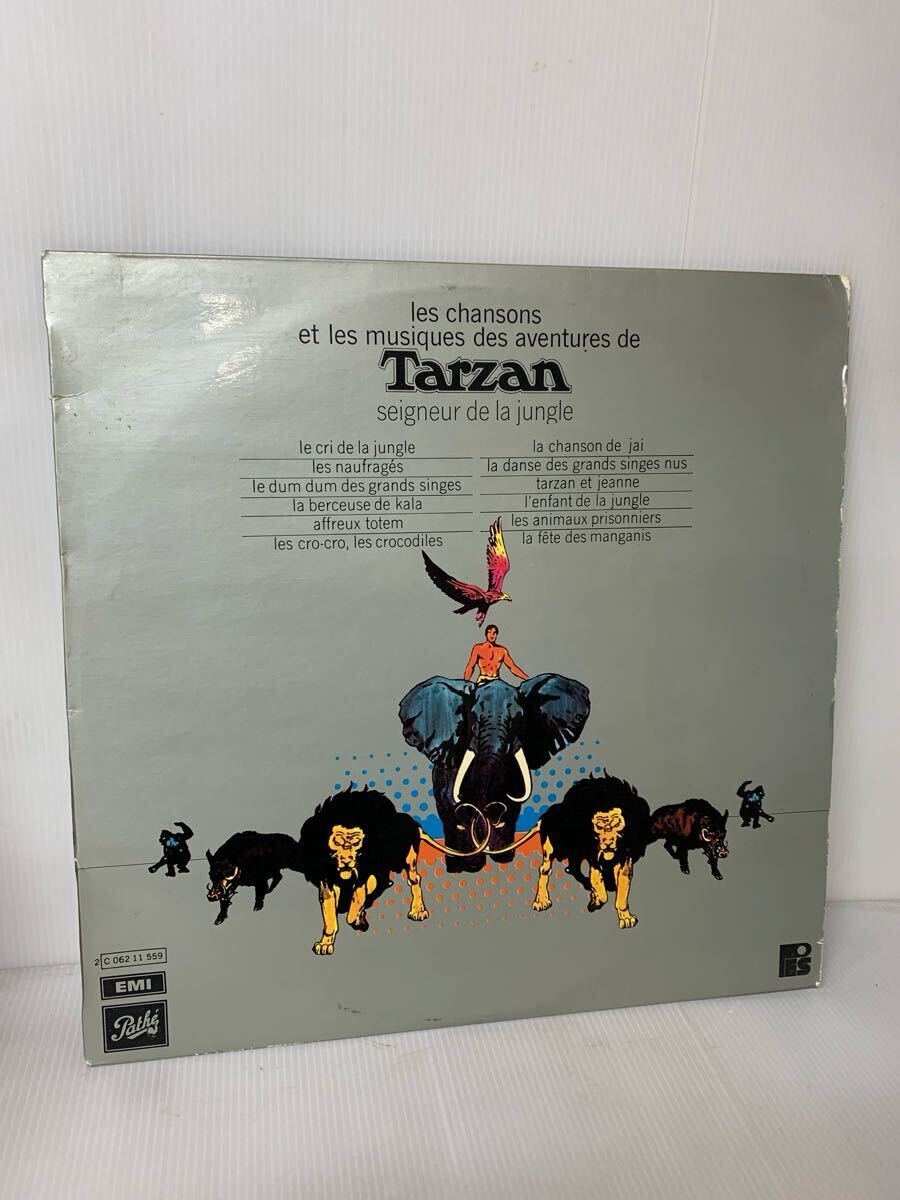 les chansons
et les musiques des aventures de
Tarzan
seigneur de la jungle
le cri de la jungle
les naufragés
le dum dum des grands singes
la berceuse de kala
affreux totem
les cro-cro, les crocodiles
la chanson de jai
la danse des grands singes nus
tarzan et jeanne
l'enfant de la jungle
les animaux prisonniers
la fête des manganis
2 C 062 11 559
EMI
Pathé